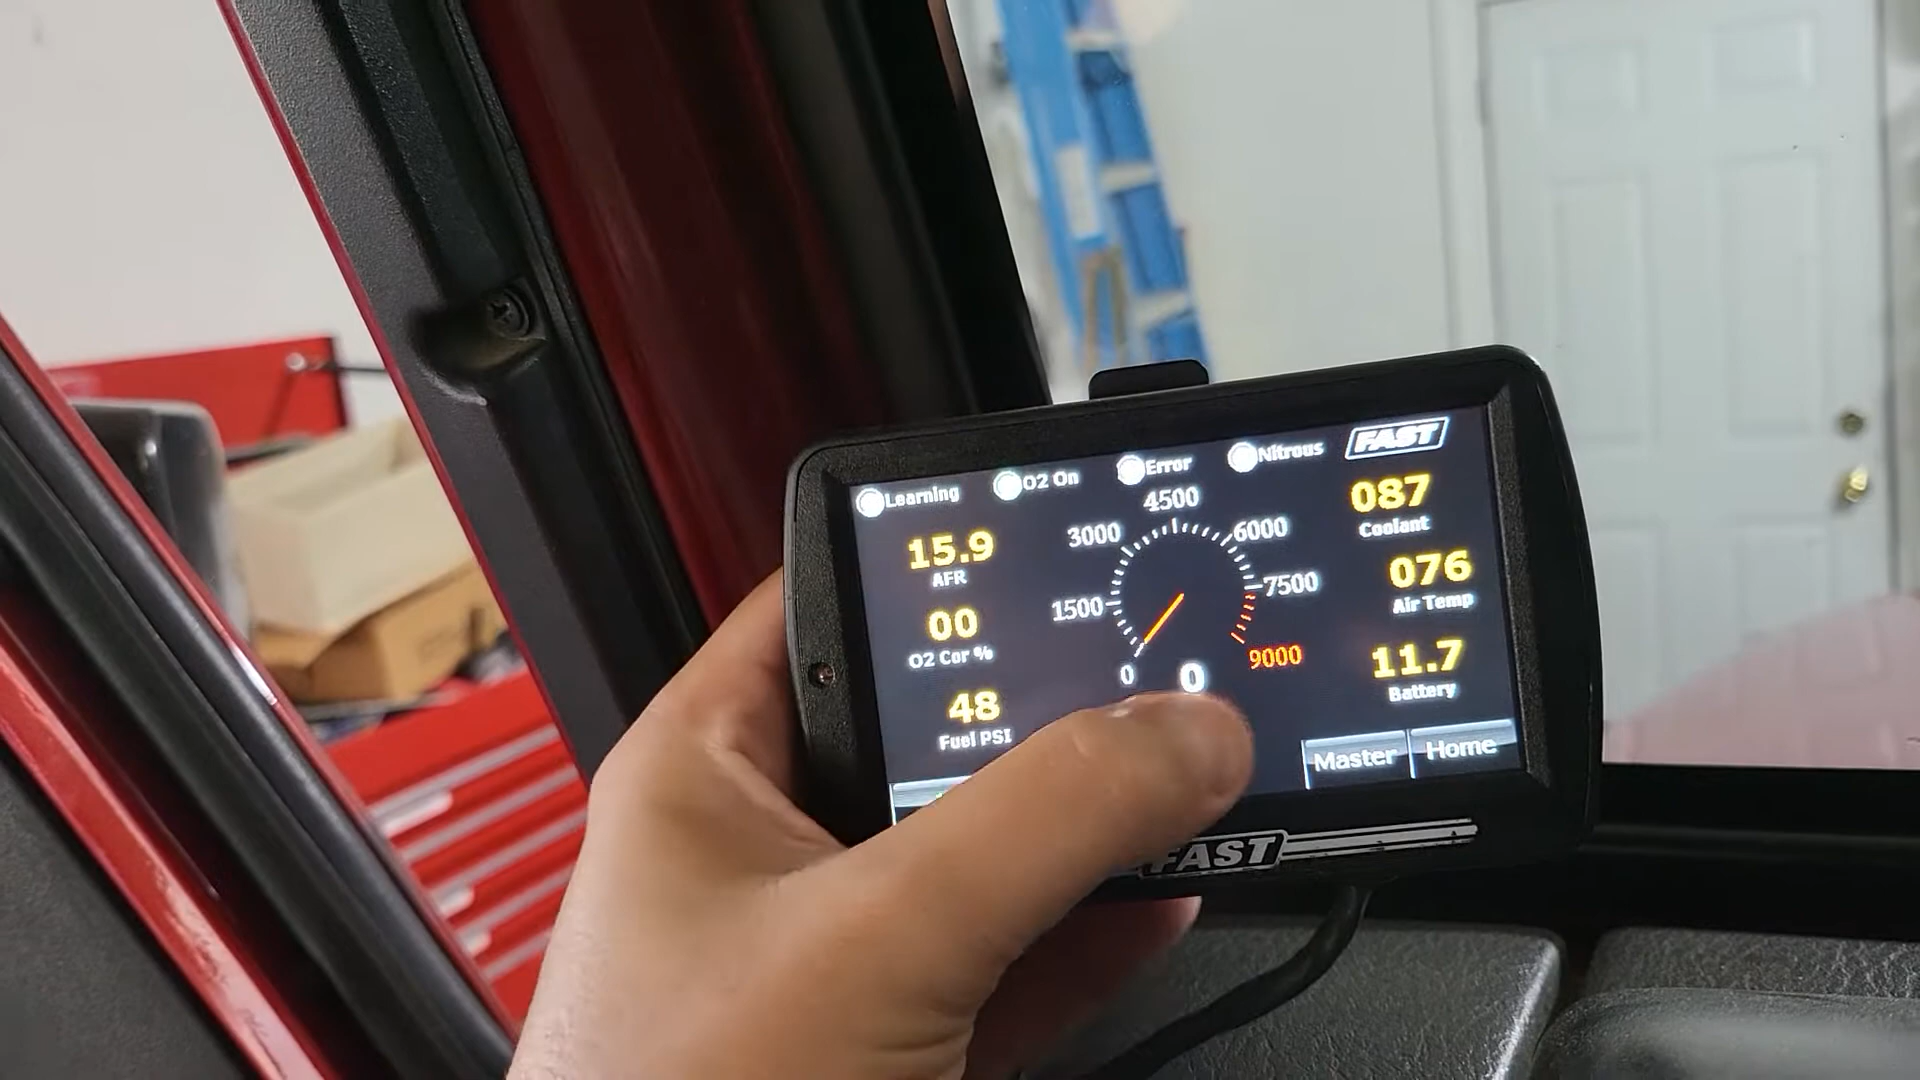 Learning
O2 On
Error
Nitrous
FAST
15.9
AFR
00
O2 Cor %
48
Fuel PSI
0
1500
3000
4500
6000
7500
9000
0
087
Coolant
076
Air Temp
11.7
Battery
Master
Home
FAST